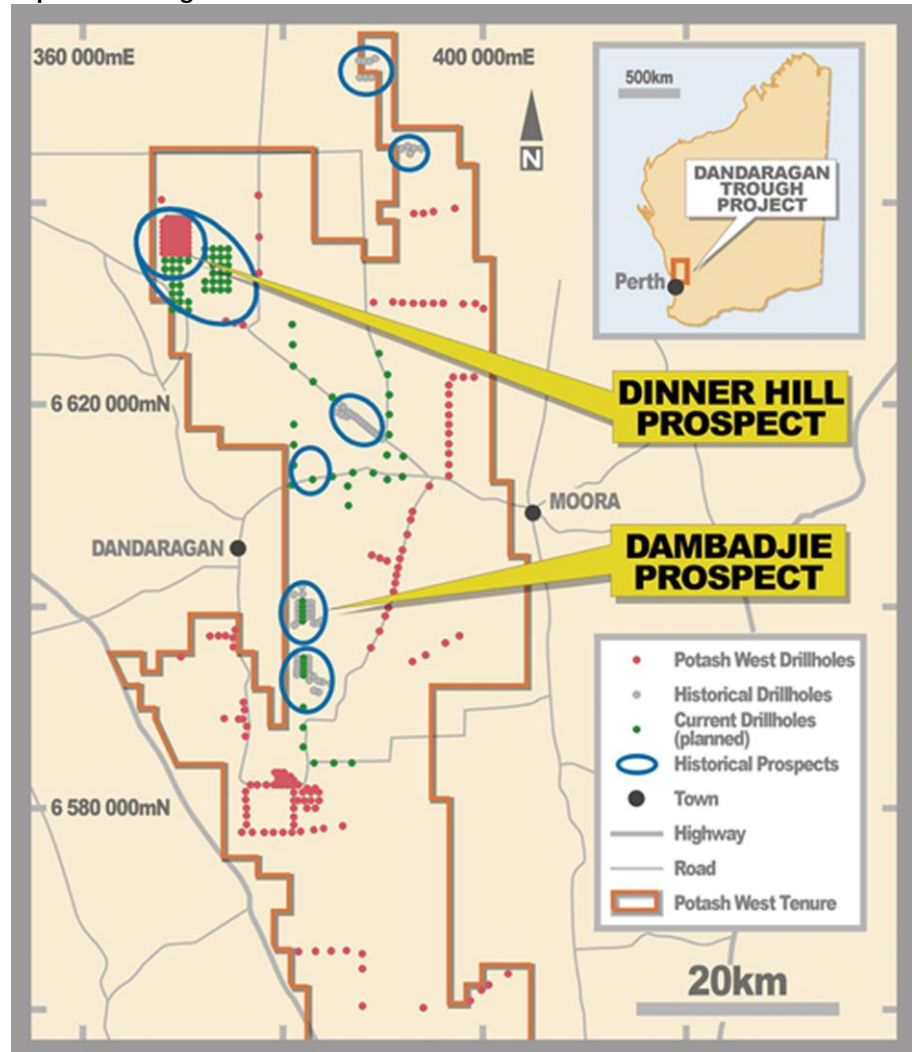 360 000mE
400 000mE
500km
N
DANDARAGAN
TROUGH
PROJECT
Perth
DINNER HILL
PROSPECT
6 620 000mN
MOORA
DANDARAGAN
DAMBADJIE
PROSPECT
Potash West Drillholes
Historical Drillholes
Current Drillholes
(planned)
Historical Prospects
Town
Highway
Road
Potash West Tenure
6 580 000mN
20km